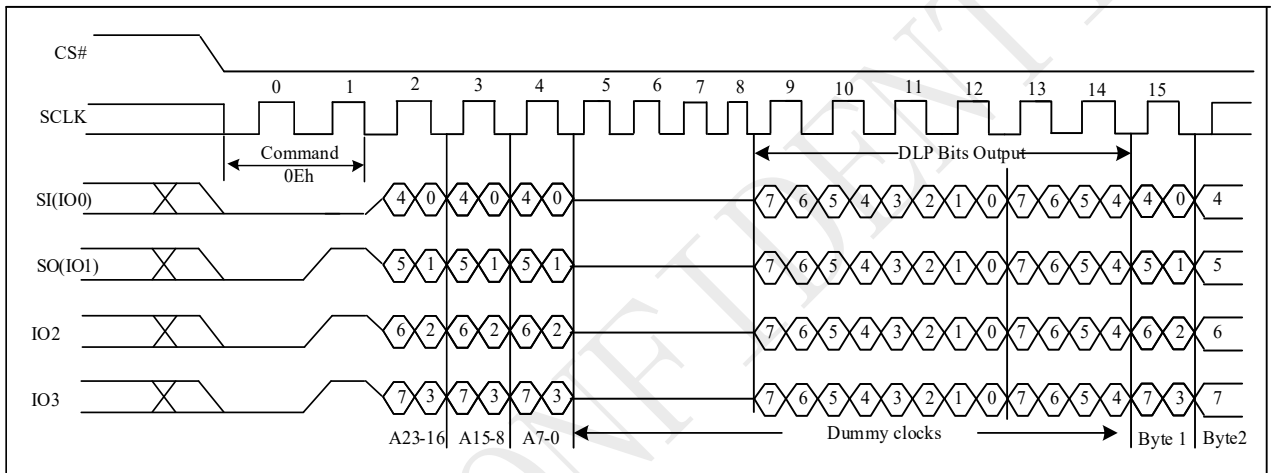 CS#
0 1 2 3 4 5 6 7 8 9 10 11 12 13 14 15
SCLK
Command
0Eh
DLP Bits Output
SI(IO0) 4 0 4 0 4 0 7 6 5 4 3 2 1 0 7 6 5 4 4 0 4
SO(IO1) 5 1 5 1 5 1 7 6 5 4 3 2 1 0 7 6 5 4 5 1 5
IO2 6 2 6 2 6 2 7 6 5 4 3 2 1 0 7 6 5 4 6 2 6
IO3 7 3 7 3 7 3 7 6 5 4 3 2 1 0 7 6 5 4 7 3 7
A23-16 A15-8 A7-0 Dummy clocks Byte 1 Byte2